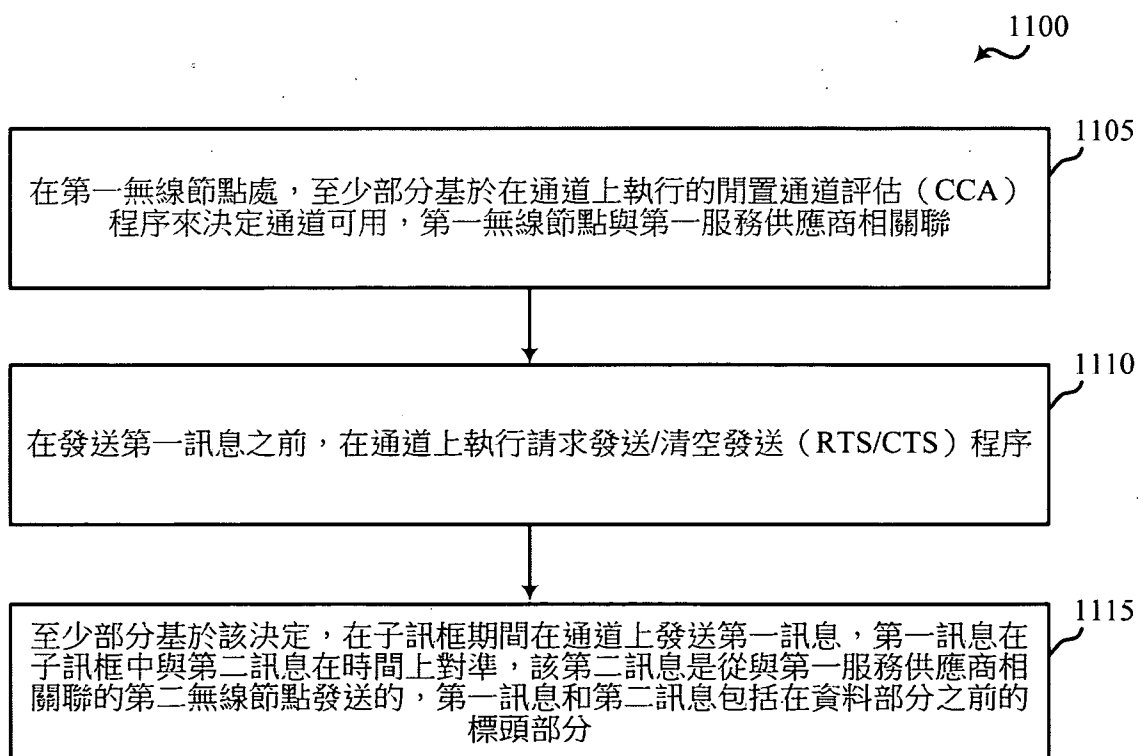 1100
1105
在第一無線節點處，至少部分基於在通道上執行的閒置通道評估（CCA）
程序來決定通道可用，第一無線節點與第一服務供應商相關聯
1110
在發送第一訊息之前，在通道上執行請求發送/清空發送（RTS/CTS）程序
1115
至少部分基於該決定，在子訊框期間在通道上發送第一訊息，第一訊息在
子訊框中與第二訊息在時間上對準，該第二訊息是從與第一服務供應商相
關聯的第二無線節點發送的，第一訊息和第二訊息包括在資料部分之前的
標頭部分